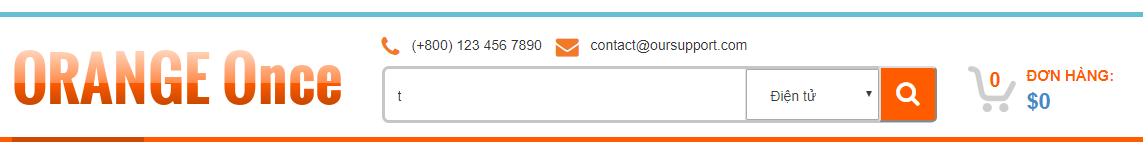 ORANGE Once
(+800) 123 456 7890 contact@oursupport.com
t
Điện tử
0
ĐƠN HÀNG:
$0